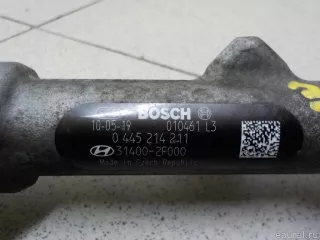 BOSCH
10-05-19 010461 L3
0 445 214 211
31400-2F000
Made in Czech Republic